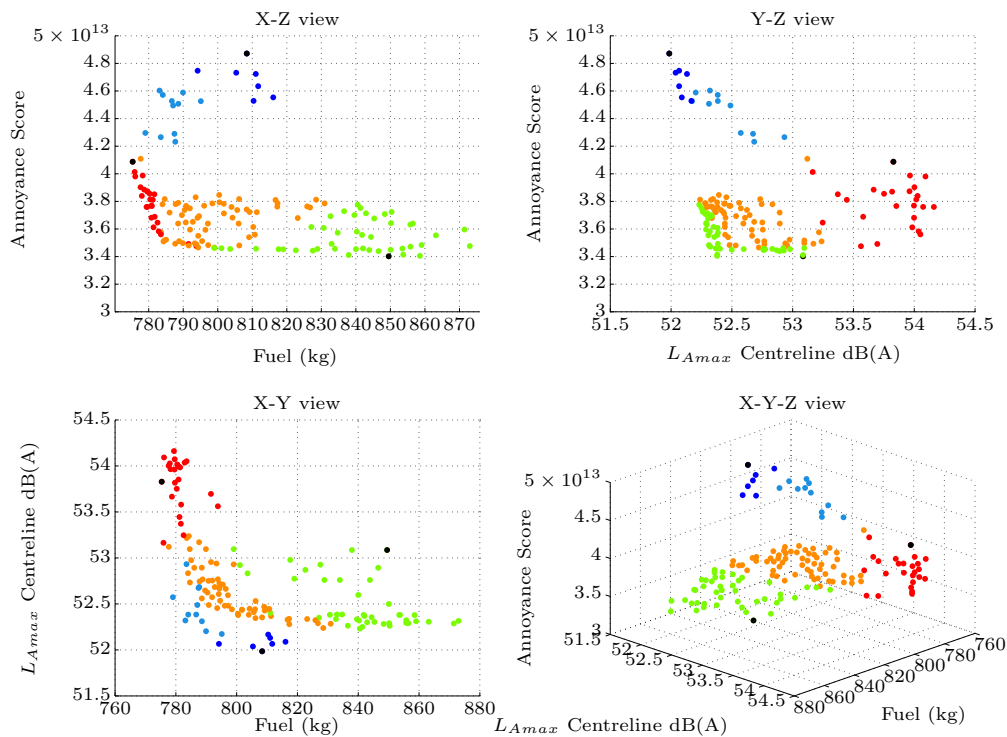 X-Z view
5 × 10^13
4.8
4.6
4.4
4.2
4
3.8
3.6
3.4
3.2
3
Annoyance Score
780 790 800 810 820 830 840 850 860 870
Fuel (kg)
Y-Z view
5 × 10^13
4.8
4.6
4.4
4.2
4
3.8
3.6
3.4
3.2
3
Annoyance Score
51.5 52 52.5 53 53.5 54 54.5
L_Amax Centreline dB(A)
X-Y view
54.5
54
53.5
53
52.5
52
51.5
L_Amax Centreline dB(A)
760 780 800 820 840 860 880
Fuel (kg)
X-Y-Z view
5 × 10^13
4.5
4
3.5
3
Annoyance Score
51.5 52 52.5 53 53.5 54 54.5
L_Amax Centreline dB(A)
880 860 840 820 800 780 760
Fuel (kg)